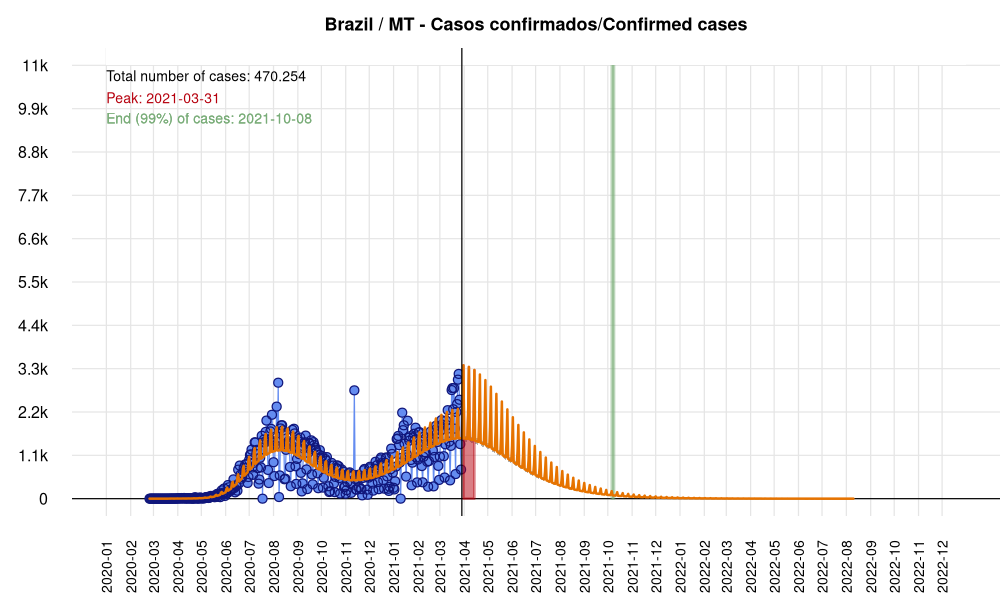 Brazil / MT - Casos confirmados/Confirmed cases
11k
Total number of cases: 470.254
Peak: 2021-03-31
End (99%) of cases: 2021-10-08
9.9k
8.8k
7.7k
6.6k
5.5k
4.4k
3.3k
2.2k
1.1k
0
2020-01
2020-02
2020-03
2020-04
2020-05
2020-06
2020-07
2020-08
2020-09
2020-10
2020-11
2020-12
2021-01
2021-02
2021-03
2021-04
2021-05
2021-06
2021-07
2021-08
2021-09
2021-10
2021-11
2021-12
2022-01
2022-02
2022-03
2022-04
2022-05
2022-06
2022-07
2022-08
2022-09
2022-10
2022-11
2022-12